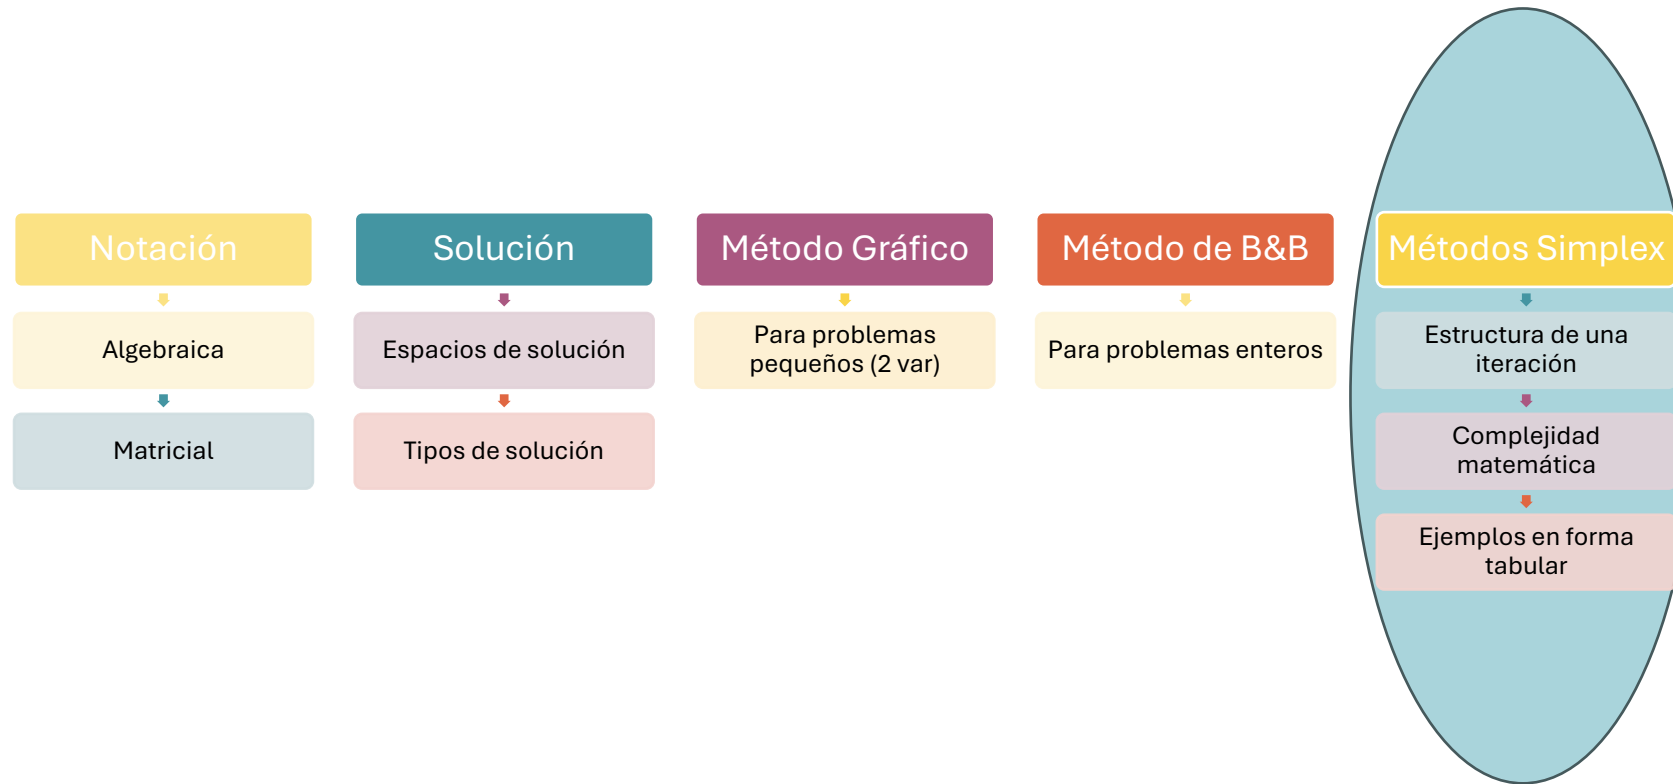 Notación
Algebraica
Matricial
Solución
Espacios de solución
Tipos de solución
Método Gráfico
Para problemas
pequeños (2 var)
Método de B&B
Para problemas enteros
Métodos Simplex
Estructura de una
iteración
Complejidad
matemática
Ejemplos en forma
tabular